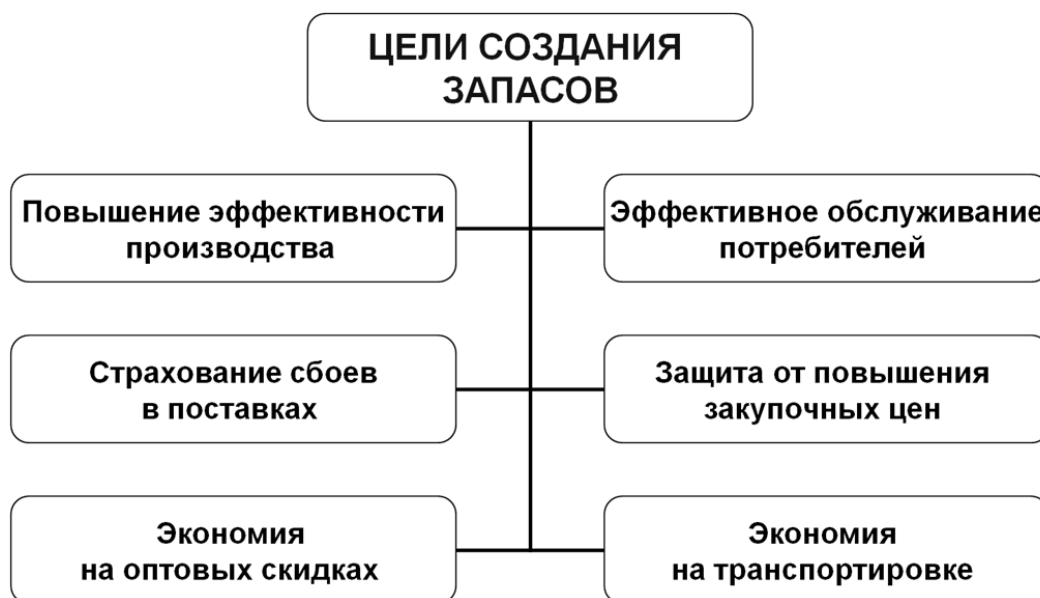 ЦЕЛИ СОЗДАНИЯ
ЗАПАСОВ
Повышение эффективности
производства
Эффективное обслуживание
потребителей
Страхование сбоев
в поставках
Защита от повышения
закупочных цен
Экономия
на оптовых скидках
Экономия
на транспортировке